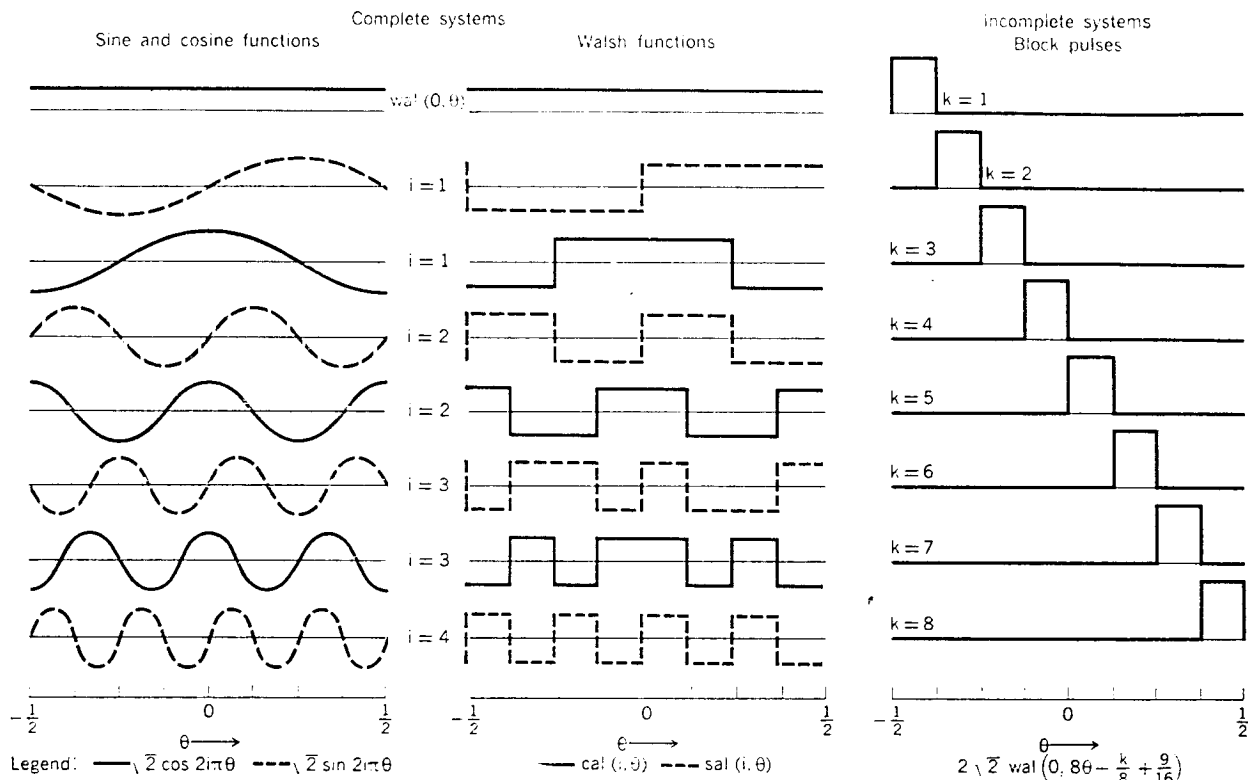 Complete systems
Sine and cosine functions
Walsh functions
incomplete systems
Block pulses
wal (0,θ)
i = 1
i = 1
i = 2
i = 2
i = 3
i = 3
i = 4
k = 1
k = 2
k = 3
k = 4
k = 5
k = 6
k = 7
k = 8
-1/2 0 1/2
-1/2 0 1/2
-1/2 0 1/2
θ→
θ→
θ→
Legend: √2 cos 2iπθ √2 sin 2iπθ
cal (i,θ) sal (i,θ)
2 √2 wal (0, 8θ - k/8 + 9/16)